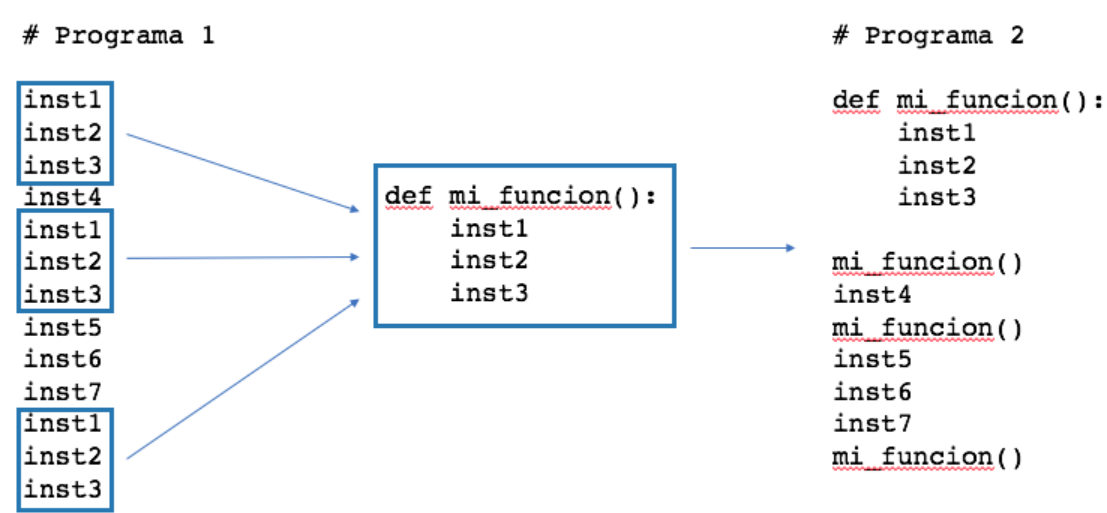 # Programa 1
inst1
inst2
inst3
inst4
inst1
inst2
inst3
inst5
inst6
inst7
inst1
inst2
inst3
def mi_funcion():
inst1
inst2
inst3
# Programa 2
def mi_funcion():
inst1
inst2
inst3
mi_funcion()
inst4
mi_funcion()
inst5
inst6
inst7
mi_funcion()